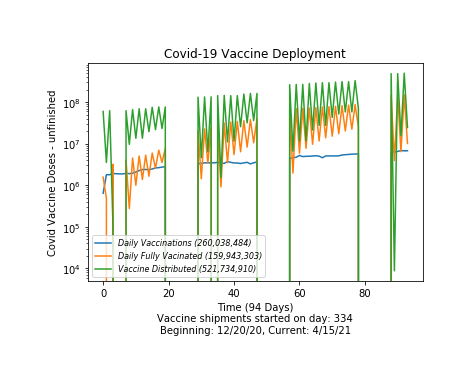 Covid-19 Vaccine Deployment
Covid Vaccine Doses - unfinished
10⁸
10⁷
10⁶
10⁵
10⁴
Daily Vaccinations (260,038,484)
Daily Fully Vacinated (159,943,303)
Vaccine Distributed (521,734,910)
0 20 40 60 80
Time (94 Days)
Vaccine shipments started on day: 334
Beginning: 12/20/20, Current: 4/15/21